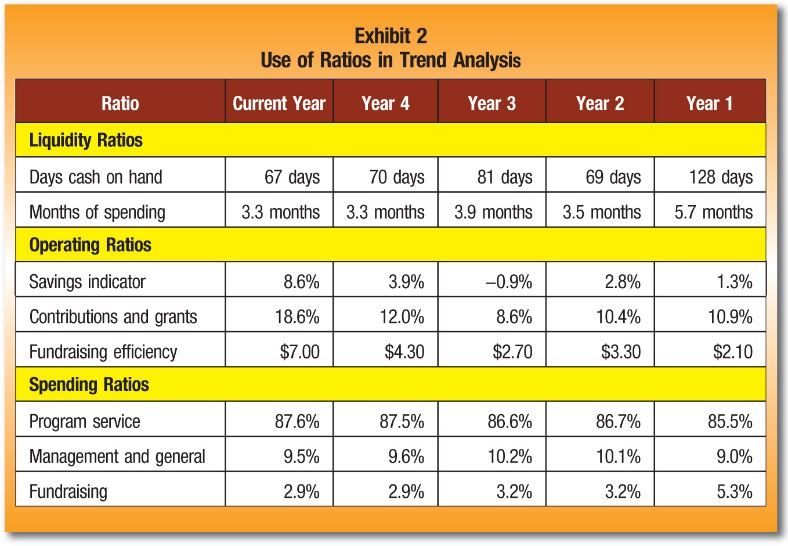 Exhibit 2
Use of Ratios in Trend Analysis
Ratio Current Year Year 4 Year 3 Year 2 Year 1
Liquidity Ratios
Days cash on hand 67 days 70 days 81 days 69 days 128 days
Months of spending 3.3 months 3.3 months 3.9 months 3.5 months 5.7 months
Operating Ratios
Savings indicator 8.6% 3.9% –0.9% 2.8% 1.3%
Contributions and grants 18.6% 12.0% 8.6% 10.4% 10.9%
Fundraising efficiency $7.00 $4.30 $2.70 $3.30 $2.10
Spending Ratios
Program service 87.6% 87.5% 86.6% 86.7% 85.5%
Management and general 9.5% 9.6% 10.2% 10.1% 9.0%
Fundraising 2.9% 2.9% 3.2% 3.2% 5.3%